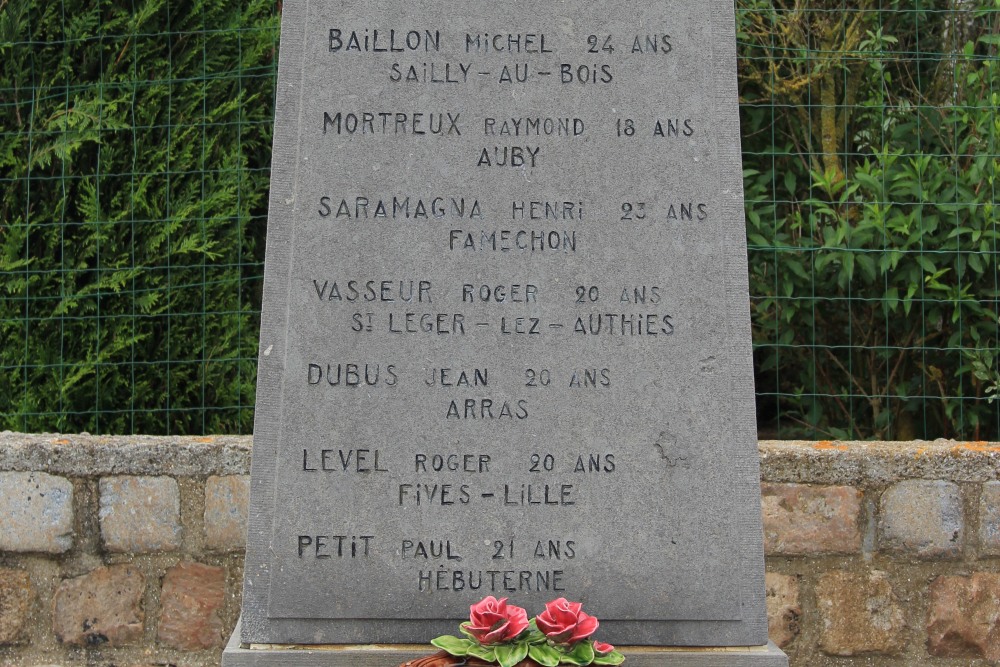 BAiLLON MiCHEL 24 ANS
SAiLLY-AU-BOiS
MORTREUX RAYMOND 18 ANS
AUBY
SARAMAGNA HENRi 23 ANS
FAMECHON
VASSEUR ROGER 20 ANS
ST LEGER-LEZ-AUTHiES
DUBUS JEAN 20 ANS
ARRAS
LEVEL ROGER 20 ANS
FiVES-LiLLE
PETiT PAUL 21 ANS
HÉBUTERNE